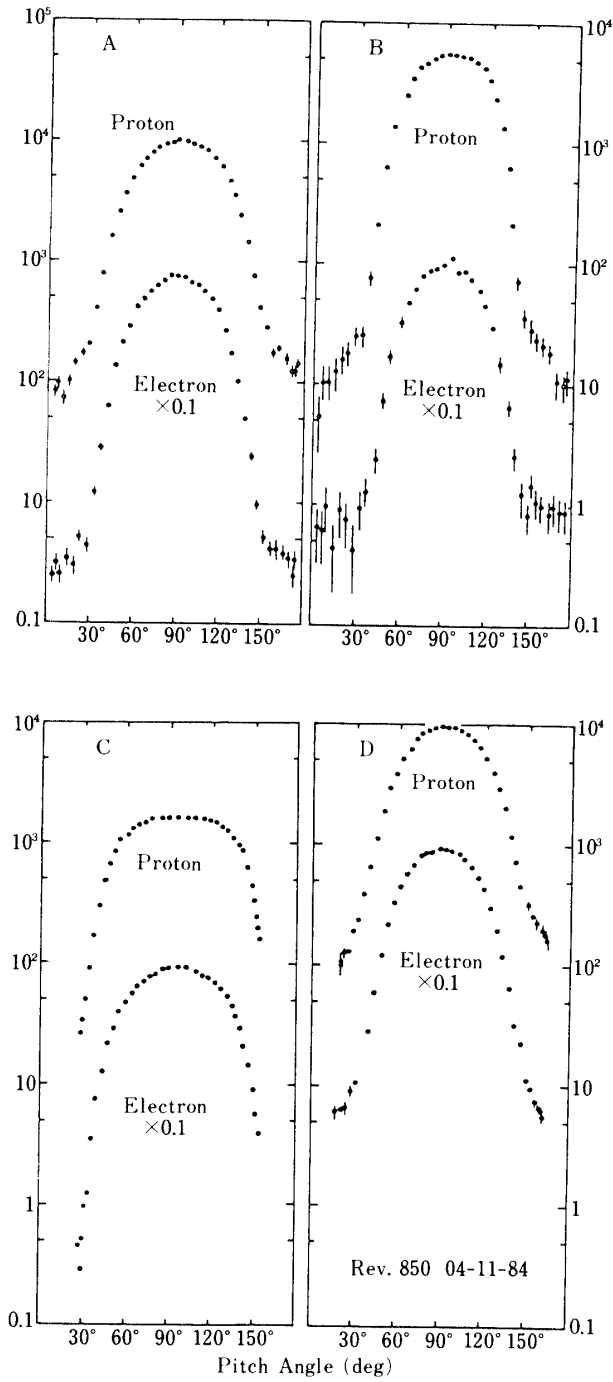 A
B
10⁵
10⁴
10³
10²
10
0.1
10⁴
10³
10²
10
1
0.1
Proton
Electron
×0.1
Proton
Electron
×0.1
30° 60° 90° 120° 150°
30° 60° 90° 120° 150°
C
D
10⁴
10³
10²
10
1
0.1
10⁴
10³
10²
10
1
0.1
Proton
Electron
×0.1
Proton
Electron
×0.1
Rev. 850 04-11-84
30° 60° 90° 120° 150°
30° 60° 90° 120° 150°
Pitch Angle (deg)